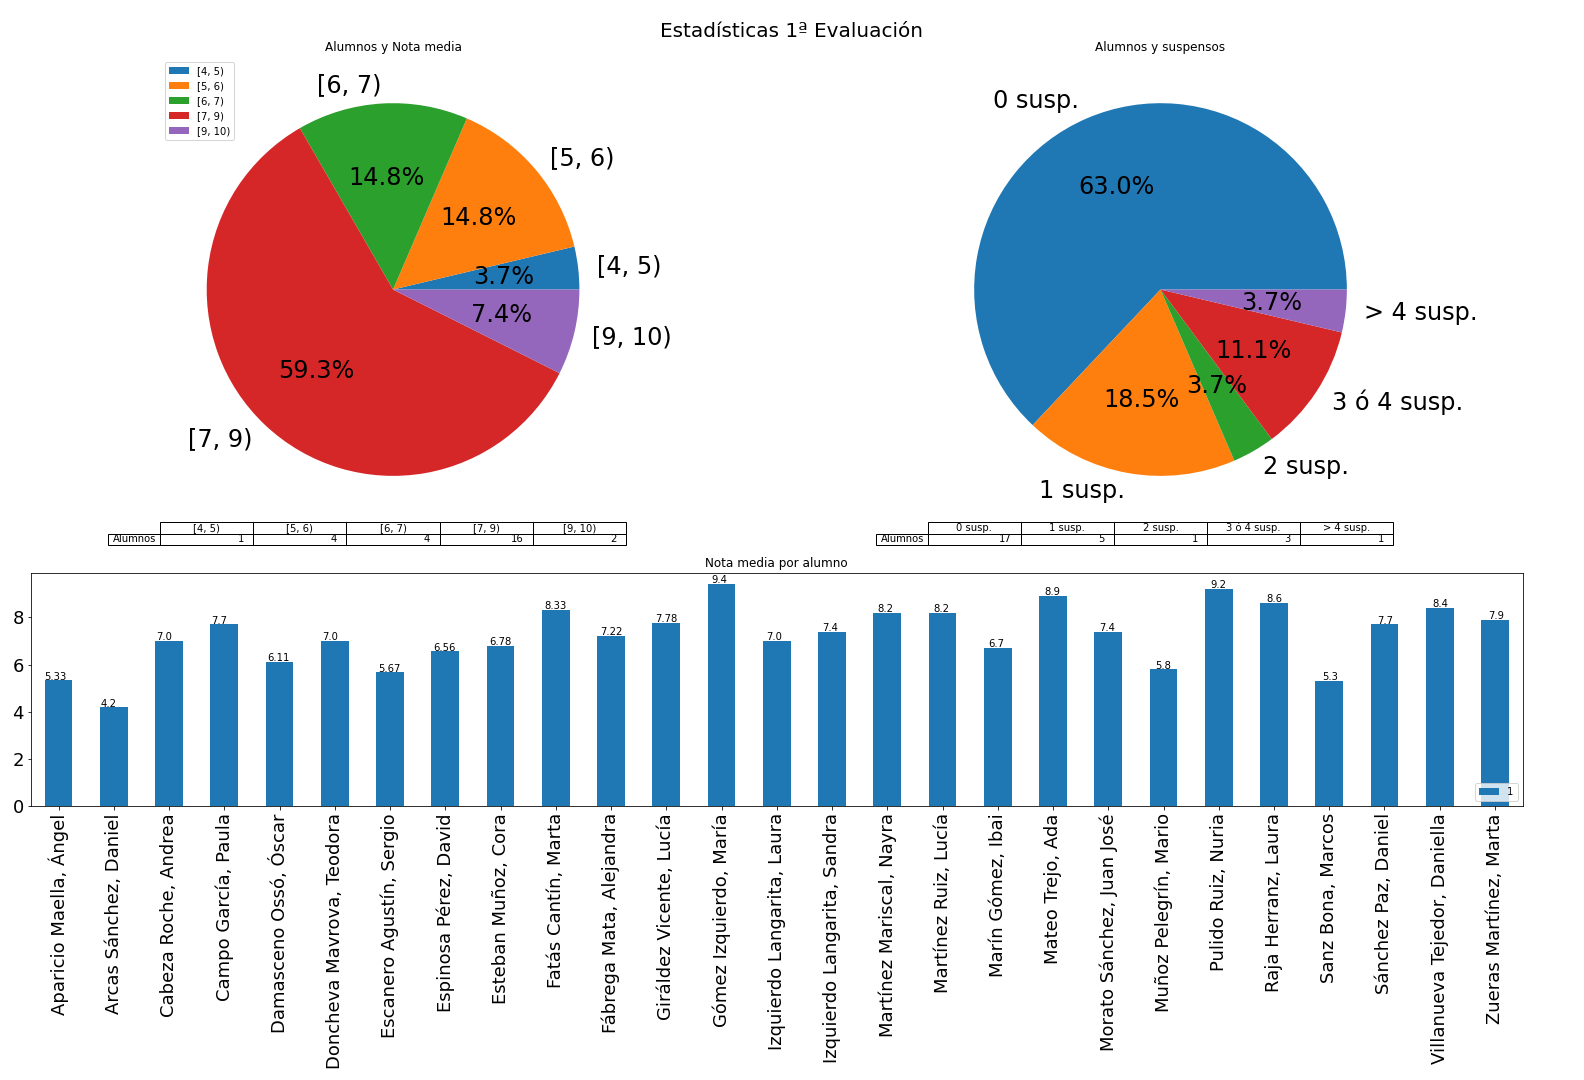 Estadísticas 1ª Evaluación
Alumnos y Nota media
[4, 5)
[5, 6)
[6, 7)
[7, 9)
[9, 10)
[6, 7)
[5, 6)
[4, 5)
[9, 10)
[7, 9)
14.8%
14.8%
3.7%
7.4%
59.3%
[4, 5) [5, 6) [6, 7) [7, 9) [9, 10)
Alumnos 1 4 4 16 2
Alumnos y suspensos
0 susp.
63.0%
3.7%
> 4 susp.
11.1%
3.7%
18.5%
3 ó 4 susp.
2 susp.
1 susp.
0 susp. 1 susp. 2 susp. 3 ó 4 susp. > 4 susp.
Alumnos 17 5 1 3 1
Nota media por alumno
8
6
4
2
0
5.33
4.2
7.0
7.7
6.11
7.0
5.67
6.56
6.78
8.33
7.22
7.78
9.4
7.0
7.4
8.2
8.2
6.7
8.9
7.4
5.8
9.2
8.6
5.3
7.7
8.4
7.9
1
Aparicio Maella, Ángel
Arcas Sánchez, Daniel
Cabeza Roche, Andrea
Campo García, Paula
Damasceno Ossó, Óscar
Doncheva Mavrova, Teodora
Escanero Agustín, Sergio
Espinosa Pérez, David
Esteban Muñoz, Cora
Fatás Cantín, Marta
Fábrega Mata, Alejandra
Giráldez Vicente, Lucía
Gómez Izquierdo, María
Izquierdo Langarita, Laura
Izquierdo Langarita, Sandra
Martínez Mariscal, Nayra
Martínez Ruiz, Lucía
Marín Gómez, Ibai
Mateo Trejo, Ada
Morato Sánchez, Juan José
Muñoz Pelegrín, Mario
Pulido Ruiz, Nuria
Raja Herranz, Laura
Sanz Bona, Marcos
Sánchez Paz, Daniel
Villanueva Tejedor, Daniella
Zueras Martínez, Marta